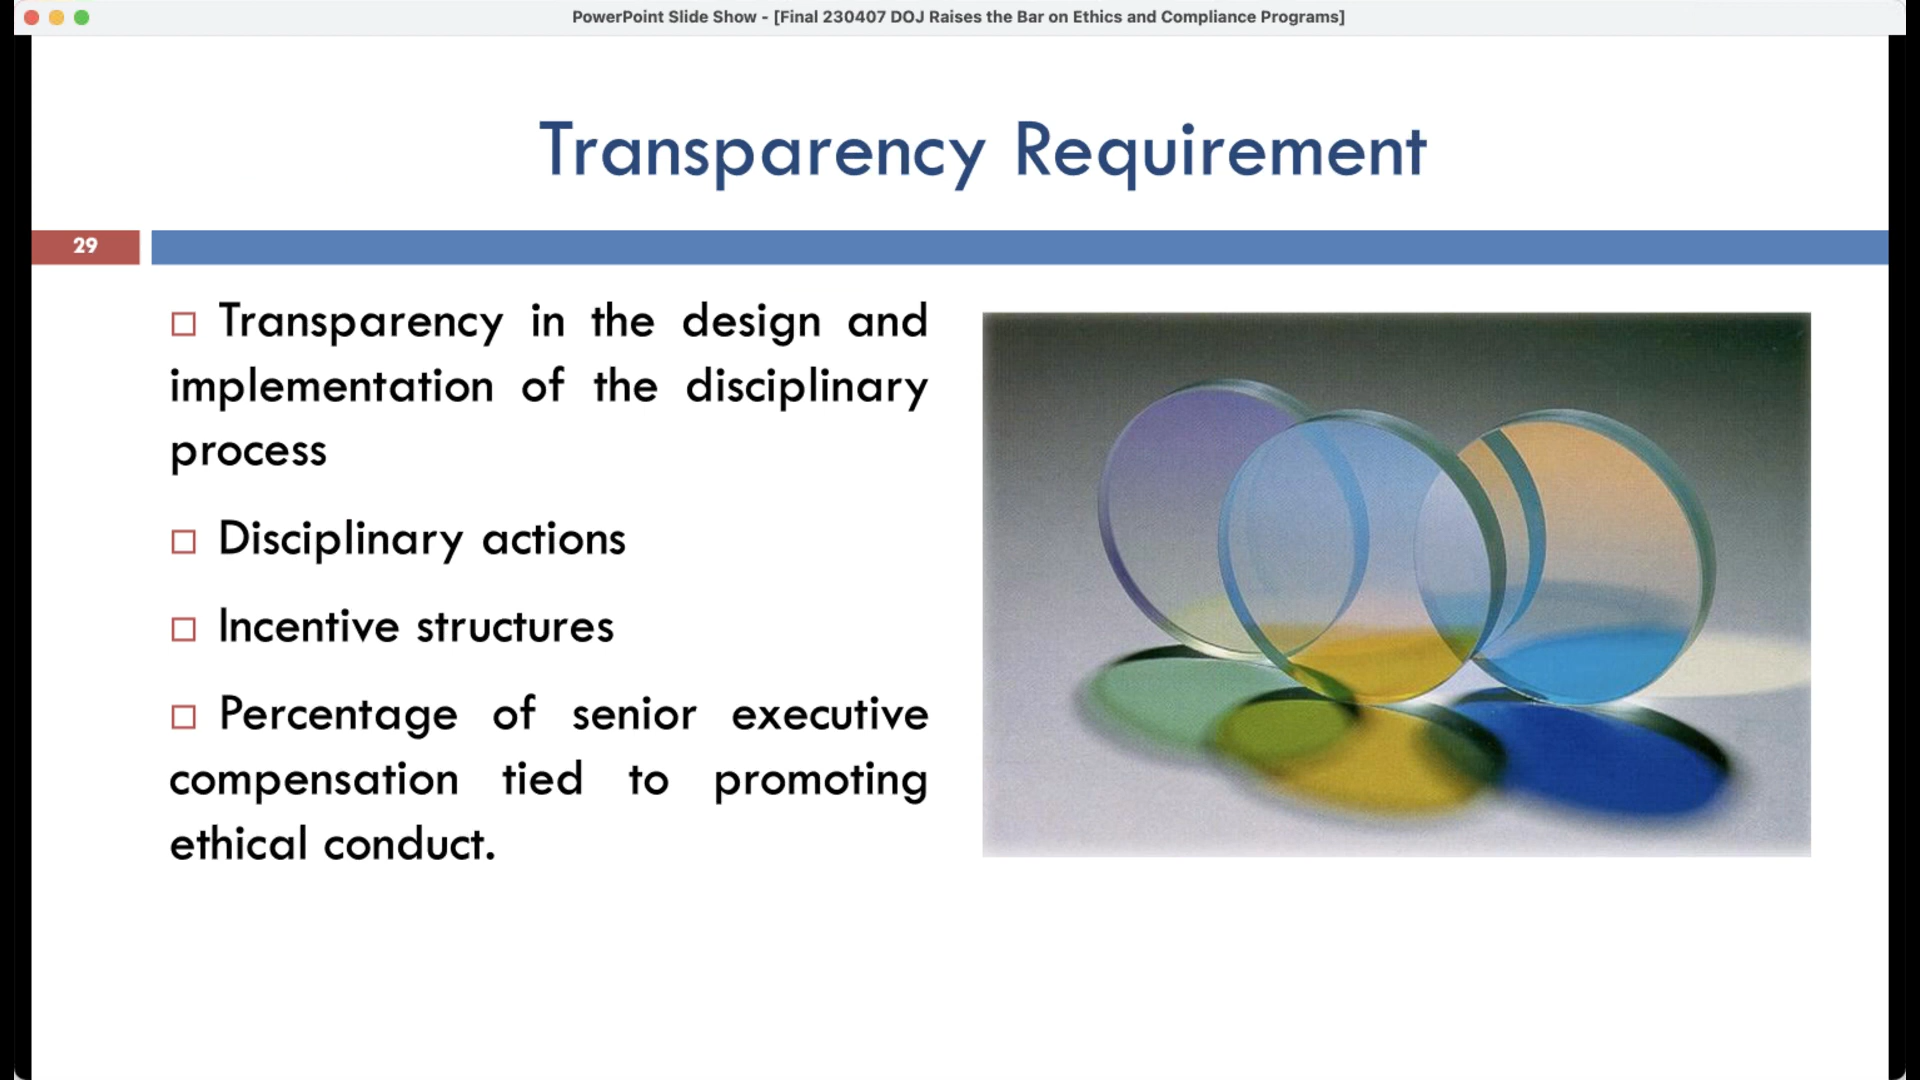 PowerPoint Slide Show - [Final 230407 DOJ Raises the Bar on Ethics and Compliance Programs]
Transparency Requirement
29
Transparency in the design and
implementation of the disciplinary
process
Disciplinary actions
Incentive structures
Percentage of senior executive
compensation tied to promoting
ethical conduct.